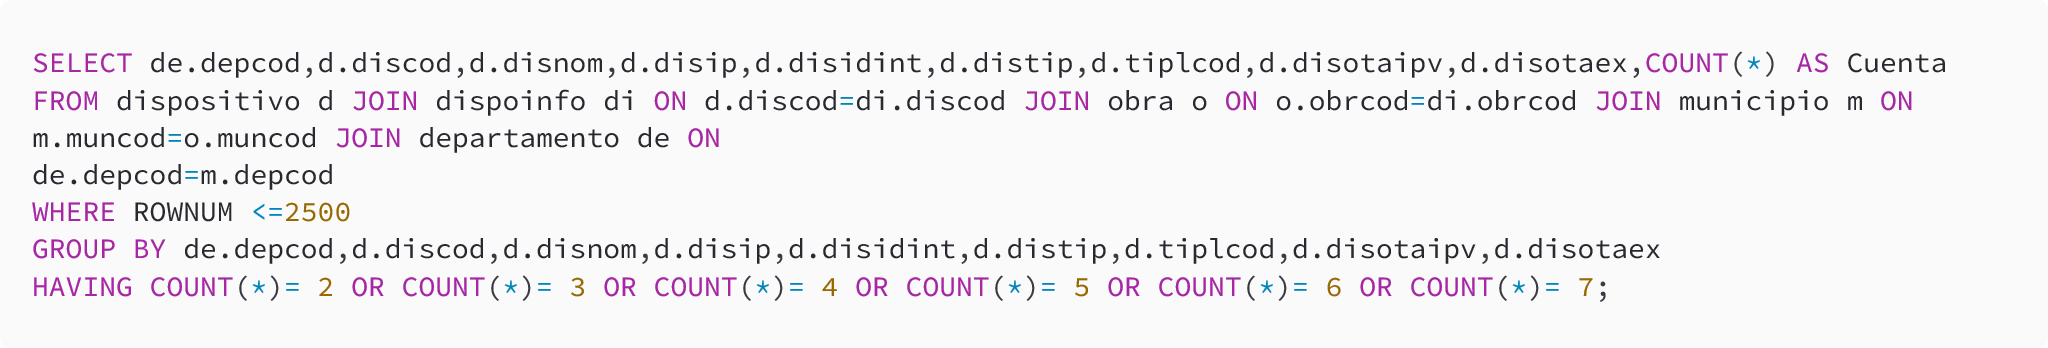 SELECT de.depcod,d.discod,d.disnom,d.disip,d.disidint,d.distip,d.tiplcod,d.disotaipv,d.disotaex,COUNT(*) AS Cuenta
FROM dispositivo d JOIN dispoinfo di ON d.discod=di.discod JOIN obra o ON o.obrcod=di.obrcod JOIN municipio m ON
m.muncod=o.muncod JOIN departamento de ON
de.depcod=m.depcod
WHERE ROWNUM <=2500
GROUP BY de.depcod,d.discod,d.disnom,d.disip,d.disidint,d.distip,d.tiplcod,d.disotaipv,d.disotaex
HAVING COUNT(*)= 2 OR COUNT(*)= 3 OR COUNT(*)= 4 OR COUNT(*)= 5 OR COUNT(*)= 6 OR COUNT(*)= 7;